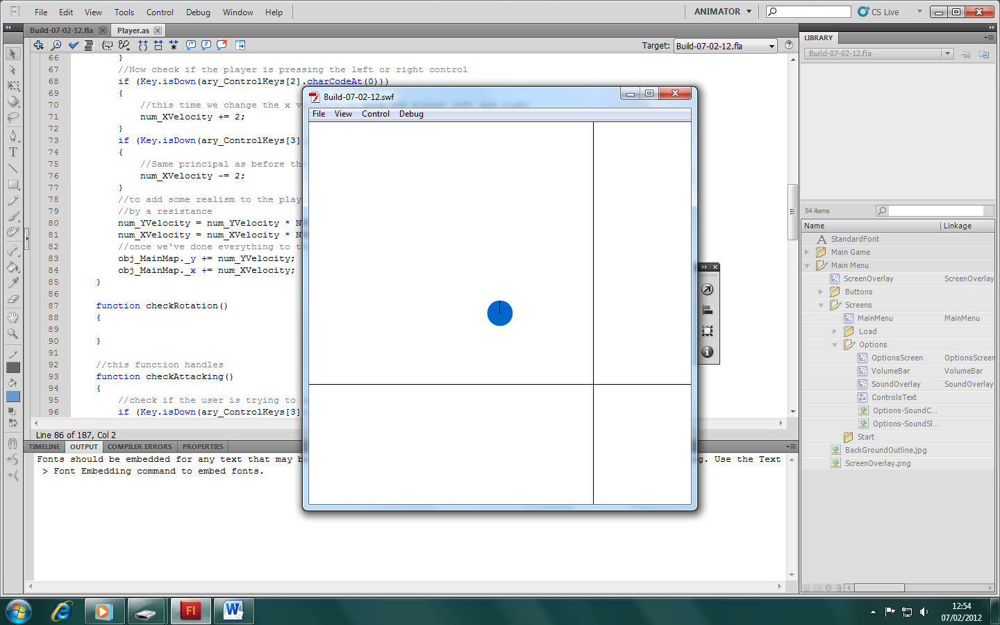 Fl File Edit View Tools Control Debug Window Help ANIMATOR CS Live
Build-07-02-12.fla Player.as
Target: Build-07-02-12.fla
66 }
67 //Now check if the player is pressing the left or right control
68 if (Key.isDown(ary_ControlKeys[2].charCodeAt(0)))
69 {
70 //this time we change the x
71 num_XVelocity += 2;
72 }
73 if (Key.isDown(ary_ControlKeys[3]
74 {
75 //Same principal as before th
76 num_XVelocity -= 2;
77 }
78 //to add some realism to the play
79 //by a resistance
80 num_YVelocity = num_YVelocity * N
81 num_XVelocity = num_XVelocity * N
82 //once we've done everything to t
83 obj_MainMap._y += num_YVelocity;
84 obj_MainMap._x += num_XVelocity;
85 }
86
87 function checkRotation()
88 {
89
90 }
91
92 //this function handles
93 function checkAttacking()
94 {
95 //check if the user is trying to
96 if (Key.isDown(ary_ControlKeys[3]
Line 86 of 187, Col 2
TIMELINE OUTPUT COMPILER ERRORS PROPERTIES
Fonts should be embedded for any text that may b
g. Use the Text
> Font Embedding command to embed fonts.
Build-07-02-12.swf
File View Control Debug
LIBRARY
Build-07-02-12.fla
54 items
Name Linkage
StandardFont
Main Game
Main Menu
ScreenOverlay ScreenOverlay
Buttons
Screens
MainMenu MainMenu
Load
Options
OptionsScreen OptionsScreen
VolumeBar VolumeBar
SoundOverlay SoundOverlay
ControlsText
Options-SoundC...
Options-SoundSl...
Start
BackGroundOutline.jpg
ScreenOverlay.png
Fl
W
12:54
07/02/2012